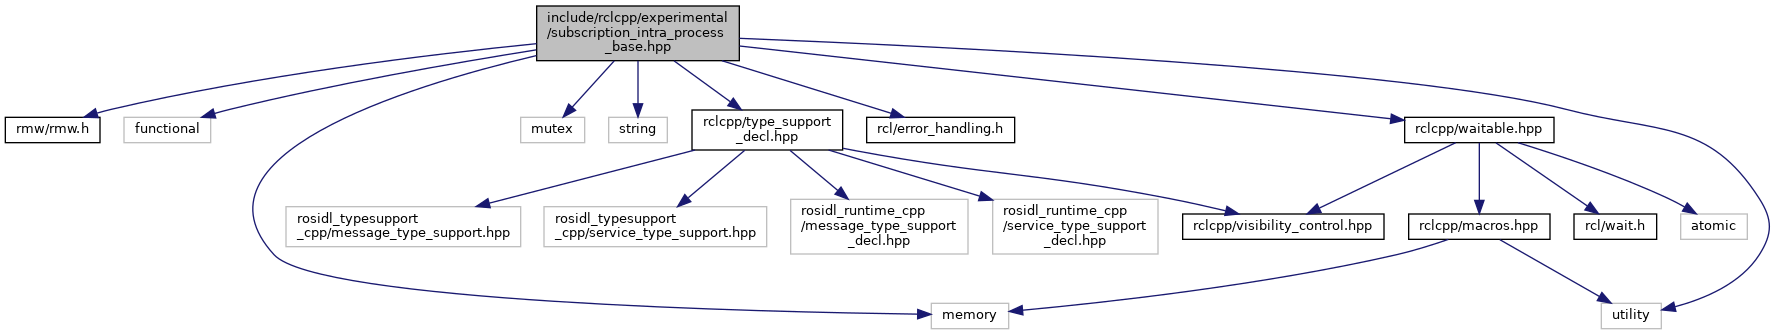 include/rclcpp/experimental
/subscription_intra_process
_base.hpp
rmw/rmw.h
functional
mutex
string
rclcpp/type_support
_decl.hpp
rcl/error_handling.h
rclcpp/waitable.hpp
rosidl_typesupport
_cpp/message_type_support.hpp
rosidl_typesupport
_cpp/service_type_support.hpp
rosidl_runtime_cpp
/message_type_support
_decl.hpp
rosidl_runtime_cpp
/service_type_support
_decl.hpp
rclcpp/visibility_control.hpp
rclcpp/macros.hpp
rcl/wait.h
atomic
memory
utility